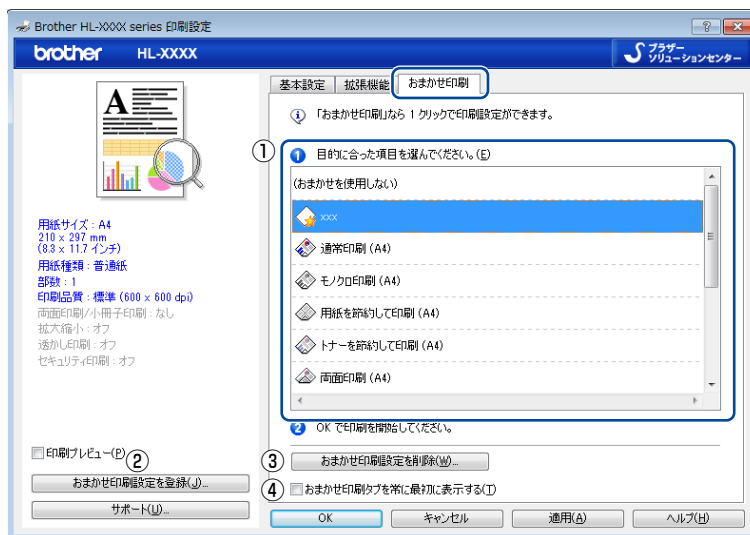 Brother HL-XXXX series 印刷設定
brother HL-XXXX
ブラザー
ソリューションセンター
基本設定 拡張機能 おまかせ印刷
「おまかせ印刷」なら 1 クリックで印刷設定ができます。
①
1 目的に合った項目を選んでください。(E)
(おまかせを使用しない)
xxx
通常印刷 (A4)
モノクロ印刷 (A4)
用紙を節約して印刷 (A4)
トナーを節約して印刷 (A4)
両面印刷 (A4)
2 OK で印刷を開始してください。
用紙サイズ : A4
210 x 297 mm
(8.3 x 11.7 インチ)
用紙種類 : 普通紙
部数 : 1
印刷品質 : 標準 (600 x 600 dpi)
両面印刷/小冊子印刷 : なし
拡大縮小 : オフ
透かし印刷 : オフ
セキュリティ印刷 : オフ
印刷プレビュー(P)
②
おまかせ印刷設定を登録(J)...
サポート(U)...
③ おまかせ印刷設定を削除(W)...
④ おまかせ印刷タブを常に最初に表示する(T)
OK キャンセル 適用(A) ヘルプ(H)